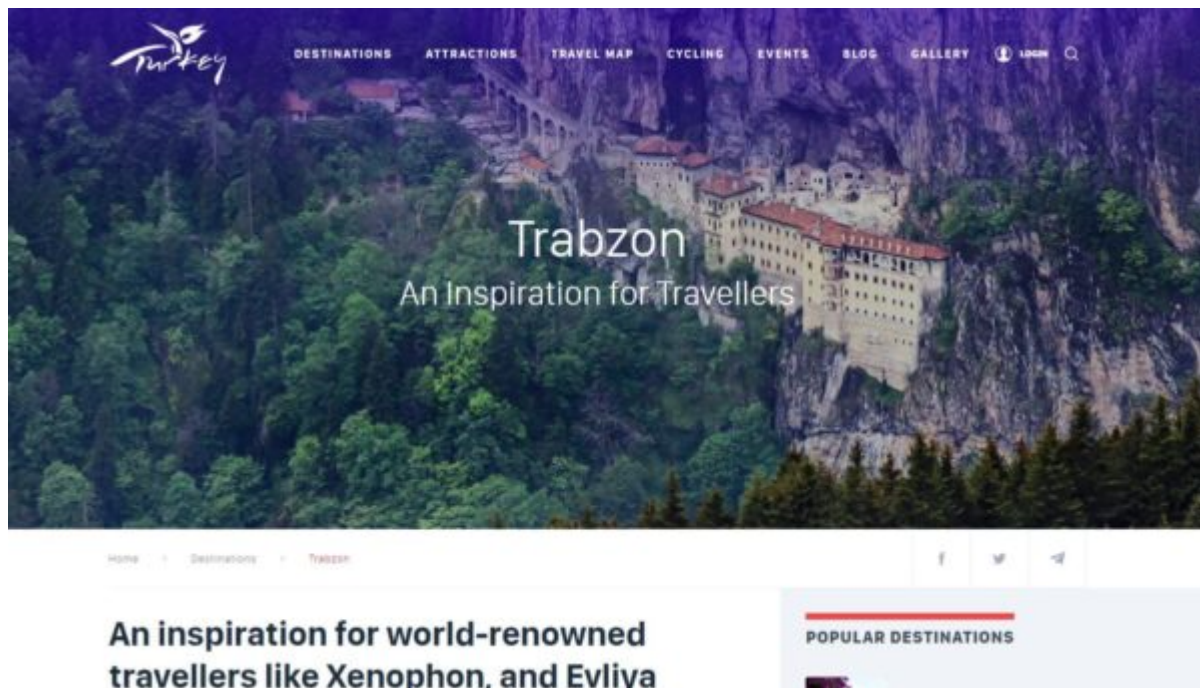 Turkey
DESTINATIONS ATTRACTIONS TRAVEL MAP CYCLING EVENTS BLOG GALLERY LOGIN
Trabzon
An Inspiration for Travellers
Home Destinations Trabzon
An inspiration for world-renowned
travellers like Xenophon, and Evliya
POPULAR DESTINATIONS